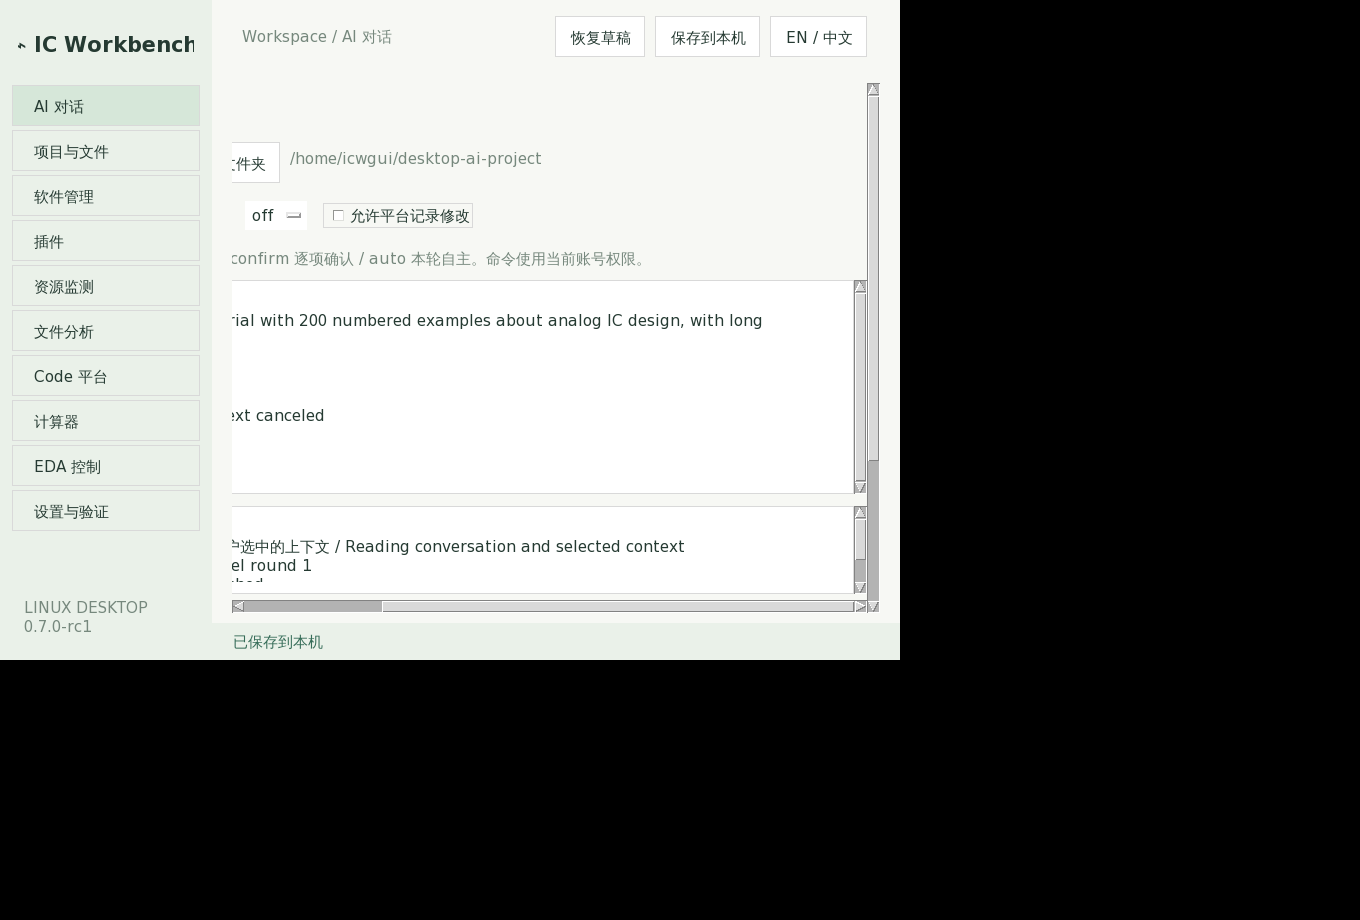 IC Workbench
Workspace / AI 对话
恢复草稿
保存到本机
EN / 中文
AI 对话
项目与文件
软件管理
插件
资源监测
文件分析
Code 平台
计算器
EDA 控制
设置与验证
LINUX DESKTOP
0.7.0-rc1
件夹 /home/icwgui/desktop-ai-project
off
允许平台记录修改
confirm 逐项确认 / auto 本轮自主。命令使用当前账号权限。
rial with 200 numbered examples about analog IC design, with long
ext canceled
选中的上下文 / Reading conversation and selected context
el round 1
已保存到本机